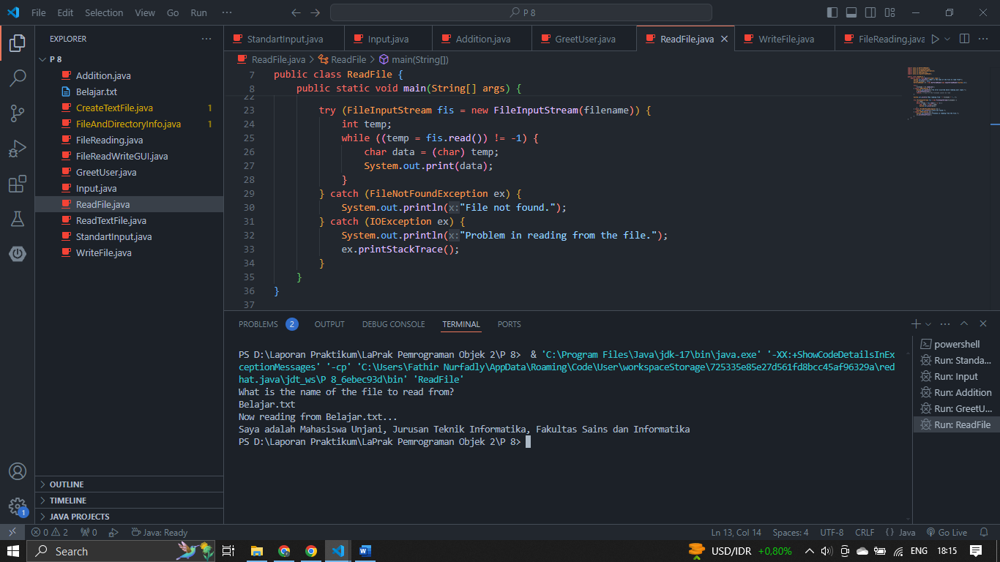 File Edit Selection View Go Run ··· P 8
EXPLORER ···
StandartInput.java Input.java Addition.java GreetUser.java ReadFile.java WriteFile.java FileReading.java ···
P 8
Addition.java
Belajar.txt
CreateTextFile.java 1
FileAndDirectoryInfo.java 1
FileReading.java
FileReadWriteGUI.java
GreetUser.java
Input.java
ReadFile.java
ReadTextFile.java
StandartInput.java
WriteFile.java
OUTLINE
TIMELINE
JAVA PROJECTS
ReadFile.java > ReadFile > main(String[])
7 public class ReadFile {
8 public static void main(String[] args) {
22
23 try (FileInputStream fis = new FileInputStream(filename)) {
24 int temp;
25 while ((temp = fis.read()) != -1) {
26 char data = (char) temp;
27 System.out.print(data);
28 }
29 } catch (FileNotFoundException ex) {
30 System.out.println(x:"File not found.");
31 } catch (IOException ex) {
32 System.out.println(x:"Problem in reading from the file.");
33 ex.printStackTrace();
34 }
35 }
36 }
37
PROBLEMS 2 OUTPUT DEBUG CONSOLE TERMINAL PORTS ···
PS D:\Laporan Praktikum\LaPrak Pemrograman Objek 2\P 8> & 'C:\Program Files\Java\jdk-17\bin\java.exe' '-XX:+ShowCodeDetailsInEx
ceptionMessages' '-cp' 'C:\Users\Fathir Nurfadly\AppData\Roaming\Code\User\workspaceStorage\725335e85e27d561fd8bcc45af96329a\red
hat.java\jdt_ws\P 8_6ebec93d\bin' 'ReadFile'
What is the name of the file to read from?
Belajar.txt
Now reading from Belajar.txt...
Saya adalah Mahasiswa Unjani, Jurusan Teknik Informatika, Fakultas Sains dan Informatika
PS D:\Laporan Praktikum\LaPrak Pemrograman Objek 2\P 8>
powershell
Run: Standa...
Run: Input
Run: Addition
Run: GreetU...
Run: ReadFile
1
0 2 0 Java: Ready Ln 13, Col 14 Spaces: 4 UTF-8 CRLF {} Java Go Live
Search USD/IDR +0,80% ENG 18:15